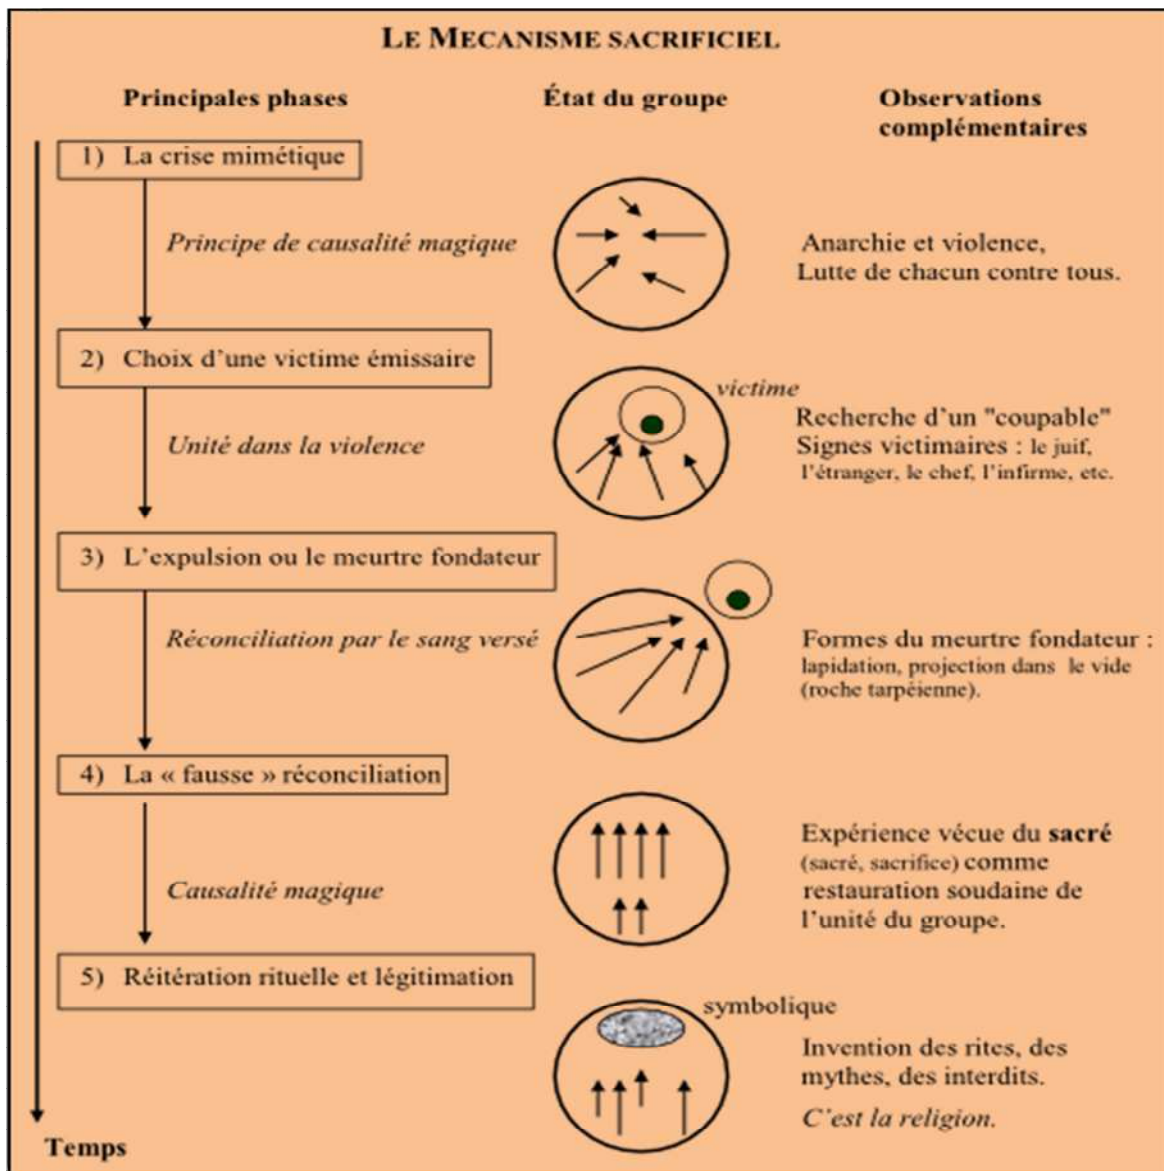 LE MECANISME SACRIFICIEL
Principales phases
État du groupe
Observations
complémentaires
1) La crise mimétique
Principe de causalité magique
Anarchie et violence,
Lutte de chacun contre tous.
2) Choix d'une victime émissaire
victime
Unité dans la violence
Recherche d'un "coupable"
Signes victimaires : le juif,
l'étranger, le chef, l'infirme, etc.
3) L'expulsion ou le meurtre fondateur
Réconciliation par le sang versé
Formes du meurtre fondateur :
lapidation, projection dans le vide
(roche tarpéienne).
4) La « fausse » réconciliation
Causalité magique
Expérience vécue du sacré
(sacré, sacrifice) comme
restauration soudaine de
l'unité du groupe.
5) Réitération rituelle et légitimation
symbolique
Invention des rites, des
mythes, des interdits.
C'est la religion.
Temps